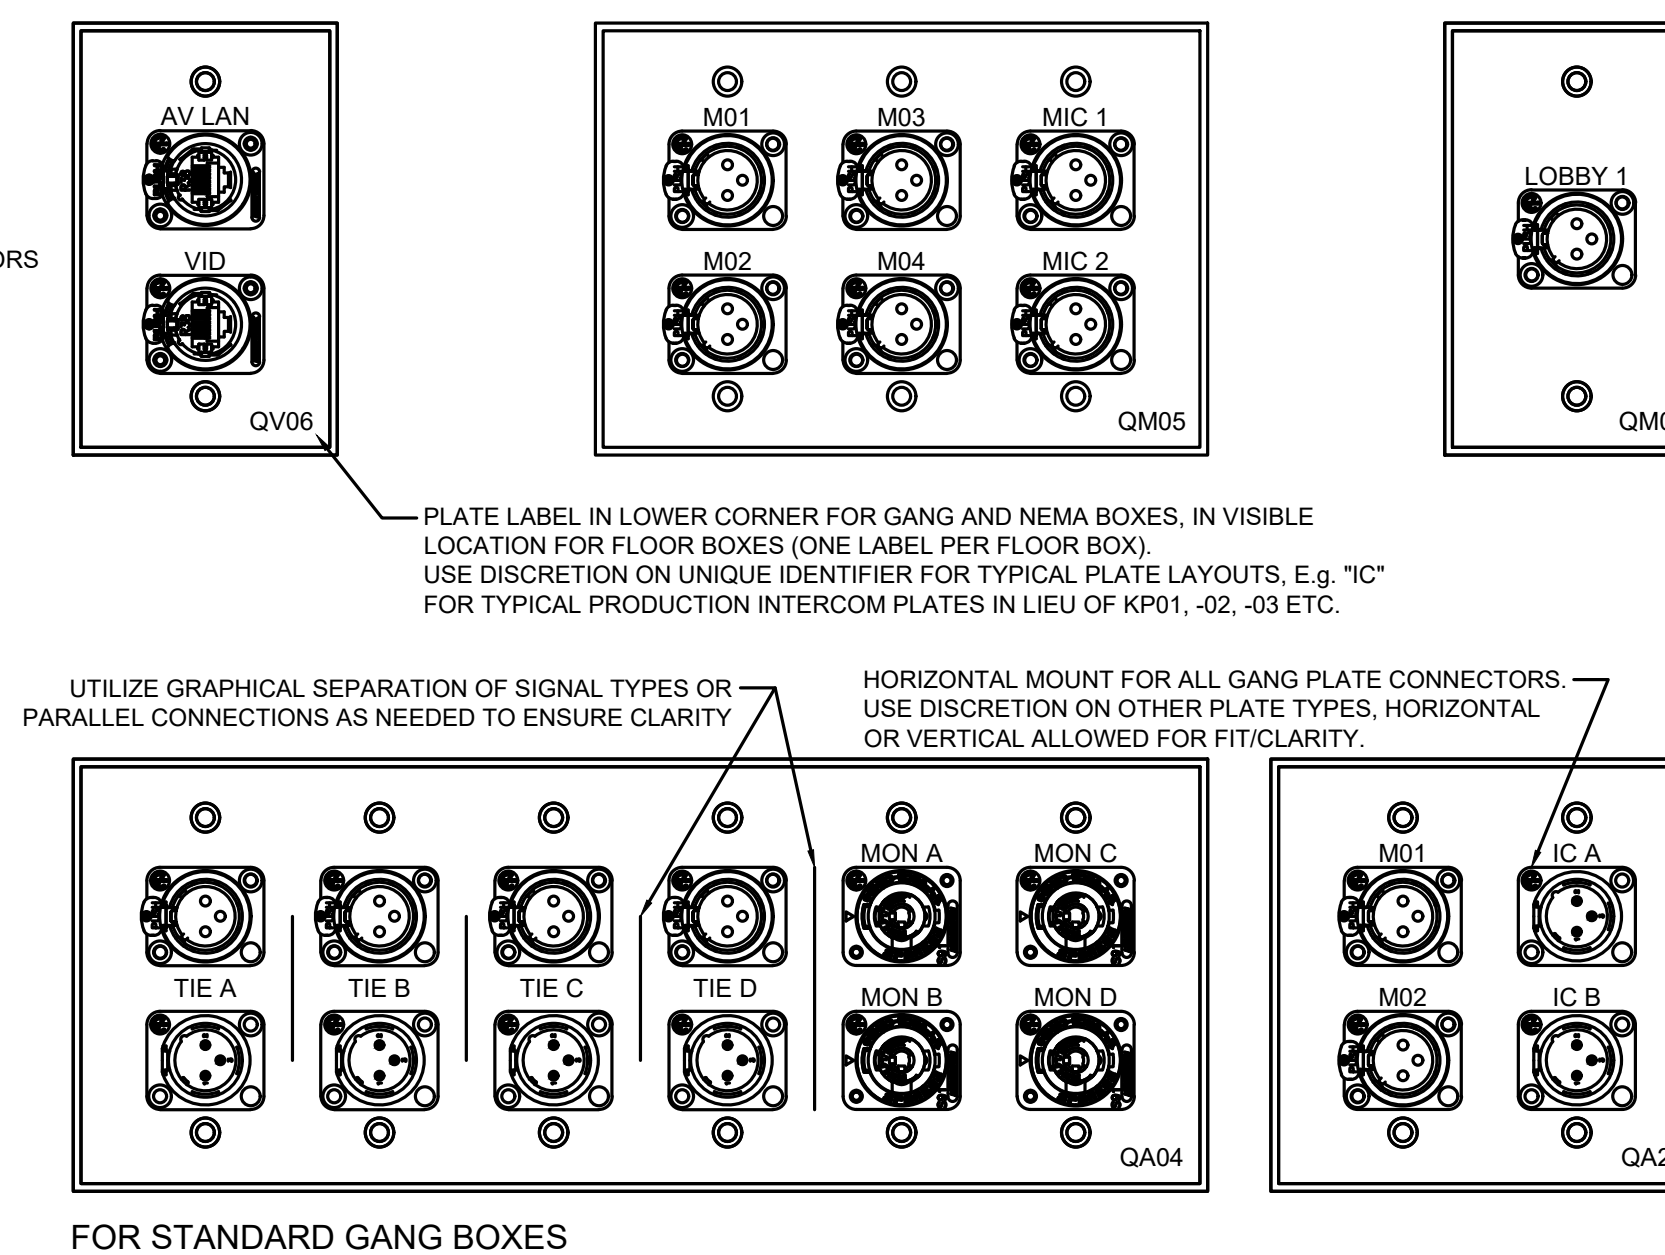 AV LAN
VID
QV06
ORS
M01 M03 MIC 1
M02 M04 MIC 2
QM05
LOBBY 1
QM0
PLATE LABEL IN LOWER CORNER FOR GANG AND NEMA BOXES, IN VISIBLE
LOCATION FOR FLOOR BOXES (ONE LABEL PER FLOOR BOX).
USE DISCRETION ON UNIQUE IDENTIFIER FOR TYPICAL PLATE LAYOUTS, E.g. "IC"
FOR TYPICAL PRODUCTION INTERCOM PLATES IN LIEU OF KP01, -02, -03 ETC.
UTILIZE GRAPHICAL SEPARATION OF SIGNAL TYPES OR
PARALLEL CONNECTIONS AS NEEDED TO ENSURE CLARITY
HORIZONTAL MOUNT FOR ALL GANG PLATE CONNECTORS.
USE DISCRETION ON OTHER PLATE TYPES, HORIZONTAL
OR VERTICAL ALLOWED FOR FIT/CLARITY.
MON A MON C
TIE A TIE B TIE C TIE D
MON B MON D
QA04
M01 IC A
M02 IC B
QA2
FOR STANDARD GANG BOXES